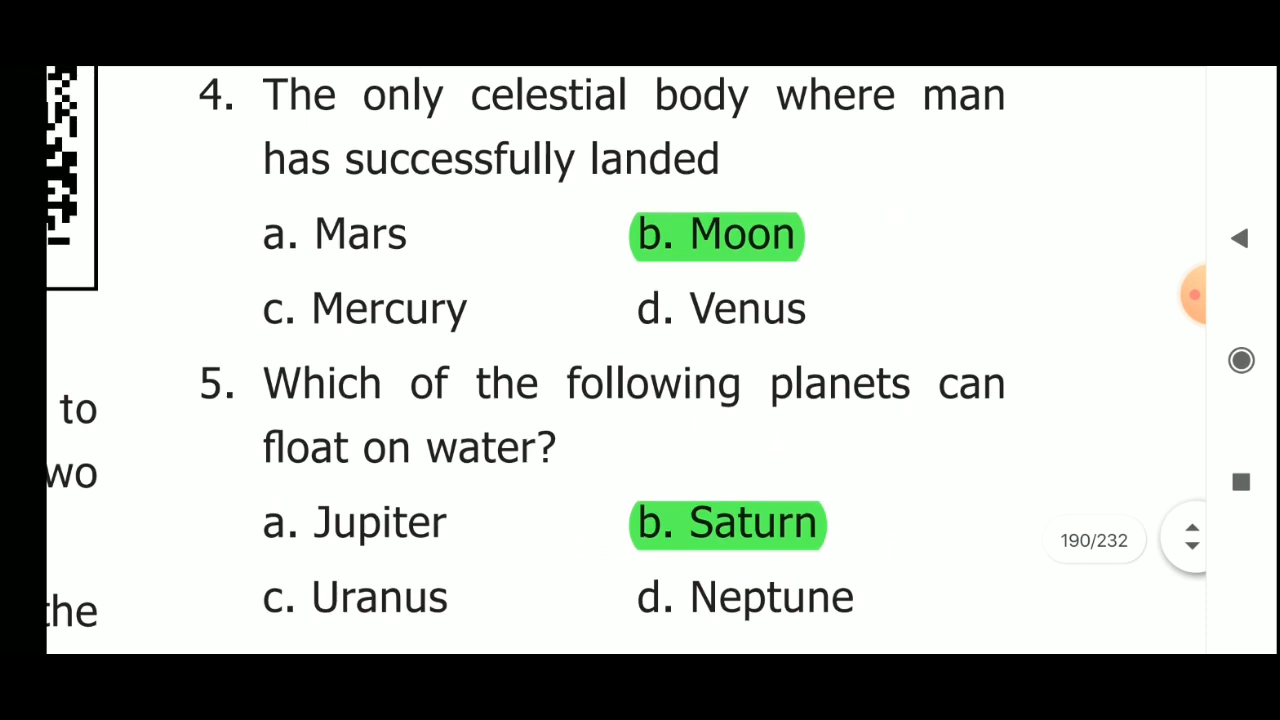 4. The only celestial body where man
has successfully landed
a. Mars b. Moon
c. Mercury d. Venus
5. Which of the following planets can
float on water?
a. Jupiter b. Saturn
c. Uranus d. Neptune
to
wo
the
190/232